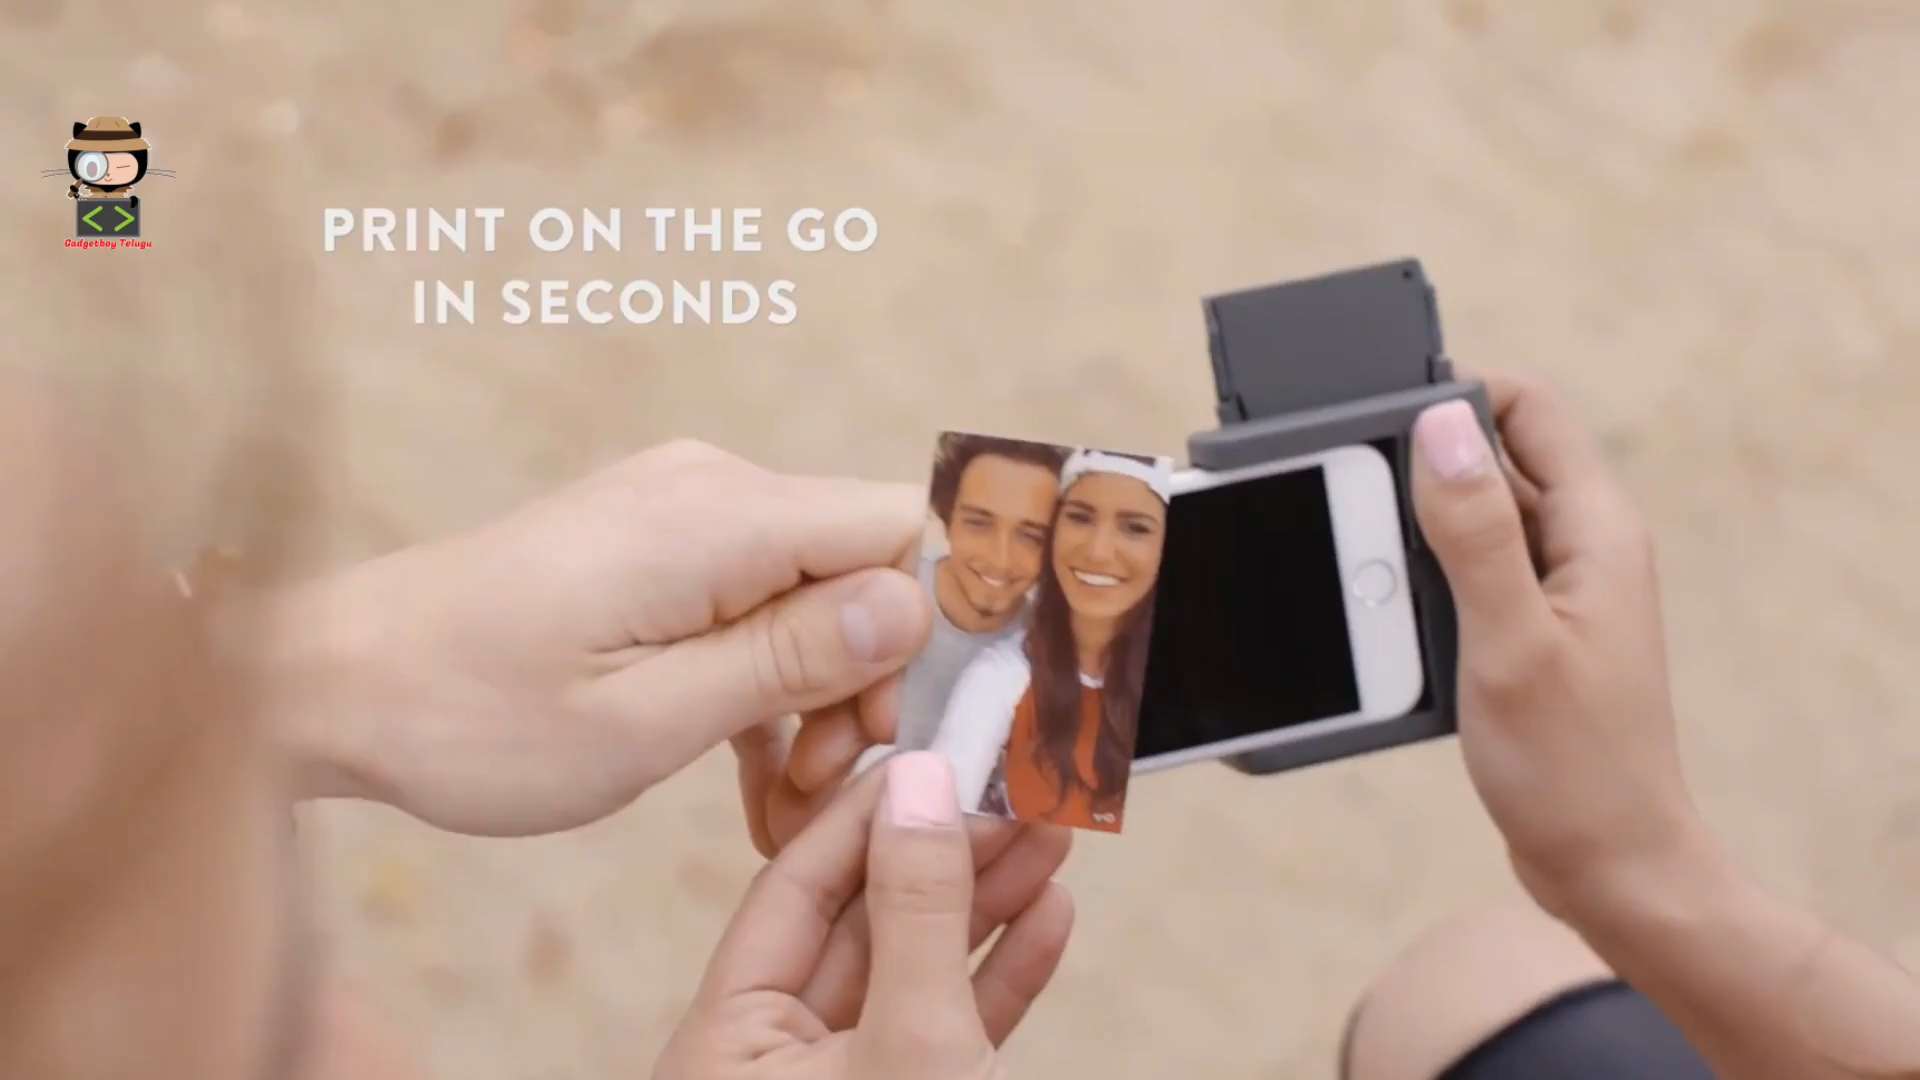 PRINT ON THE GO
IN SECONDS
< >
Gadgetboy Telugu